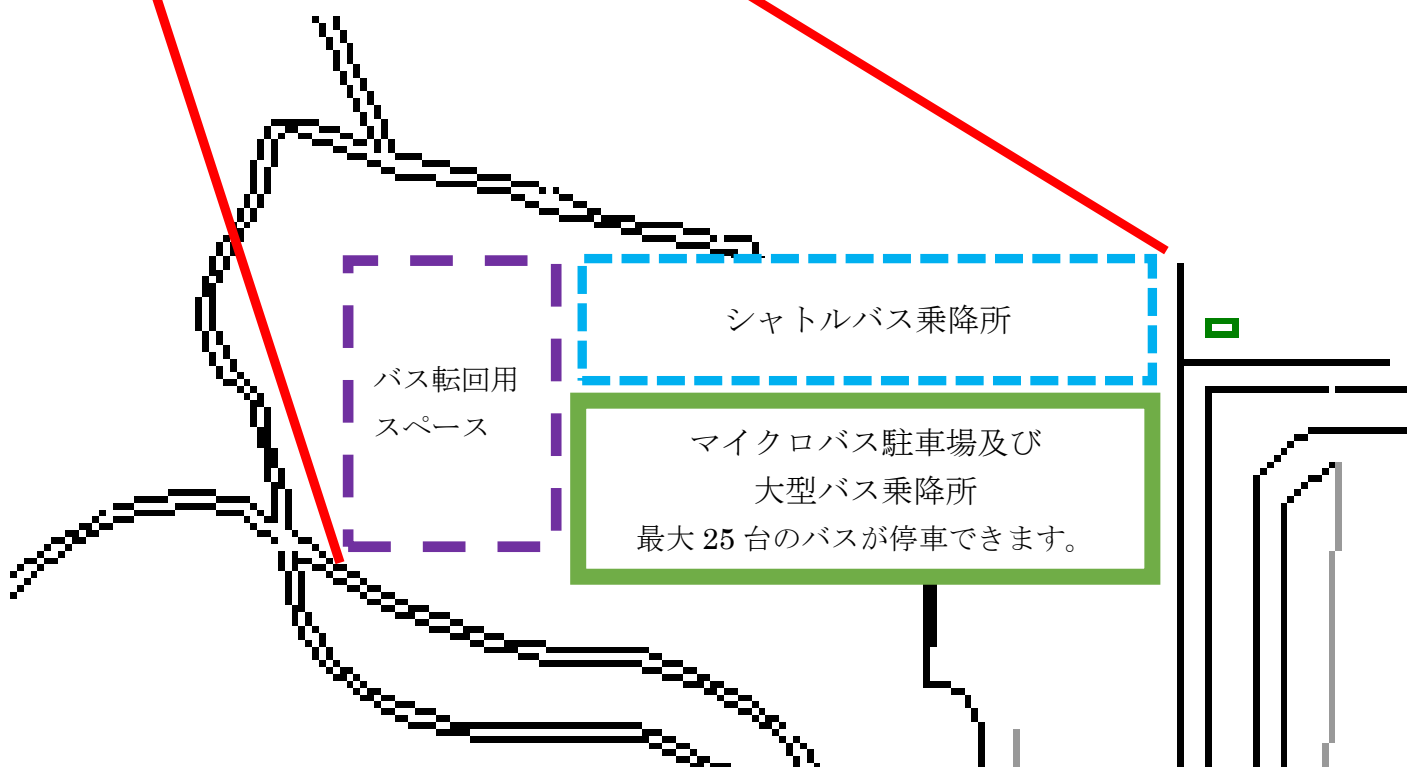 シャトルバス乗降所
バス転回用
スペース
マイクロバス駐車場及び
大型バス乗降所
最大 25 台のバスが停車できます。